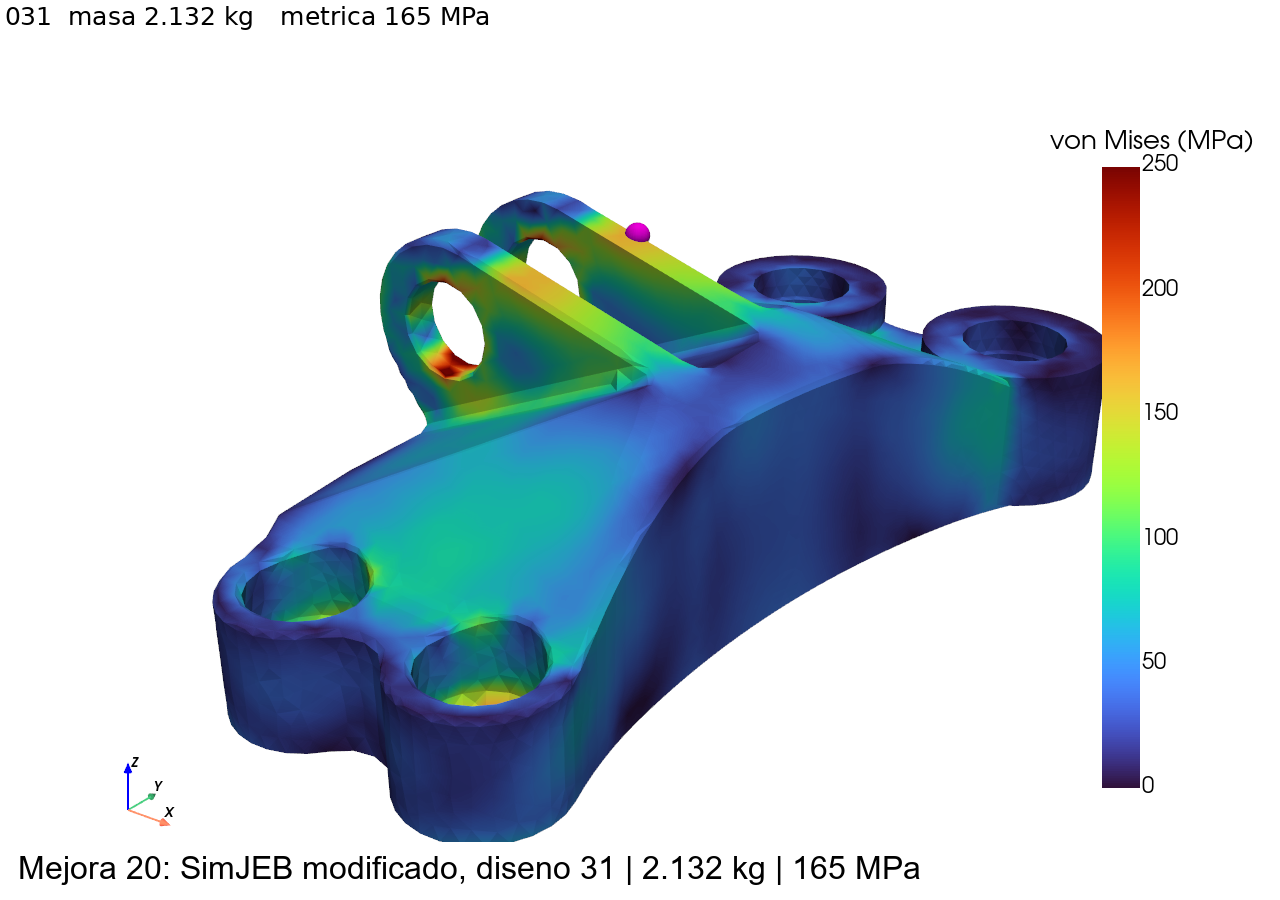 031  masa 2.132 kg   metrica 165 MPa
von Mises (MPa)
250
200
150
100
50
0
Z
Y
X
Mejora 20: SimJEB modificado, diseno 31 | 2.132 kg | 165 MPa